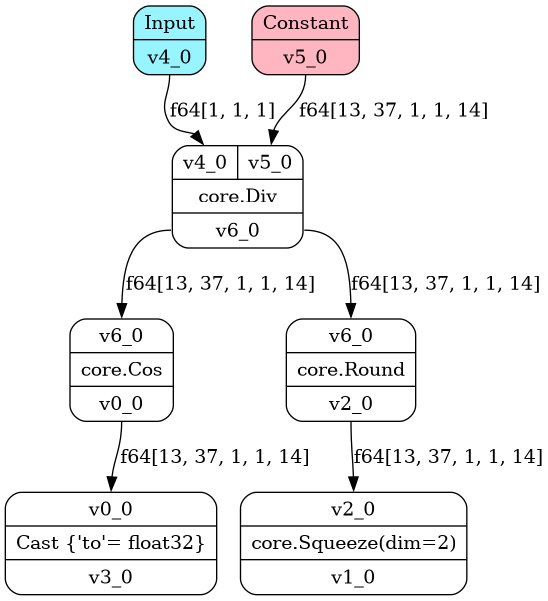 Input
v4_0
Constant
v5_0
f64[1, 1, 1]
f64[13, 37, 1, 1, 14]
v4_0
v5_0
core.Div
v6_0
f64[13, 37, 1, 1, 14]
f64[13, 37, 1, 1, 14]
v6_0
core.Cos
v0_0
v6_0
core.Round
v2_0
f64[13, 37, 1, 1, 14]
f64[13, 37, 1, 1, 14]
v0_0
Cast {'to'= float32}
v3_0
v2_0
core.Squeeze(dim=2)
v1_0